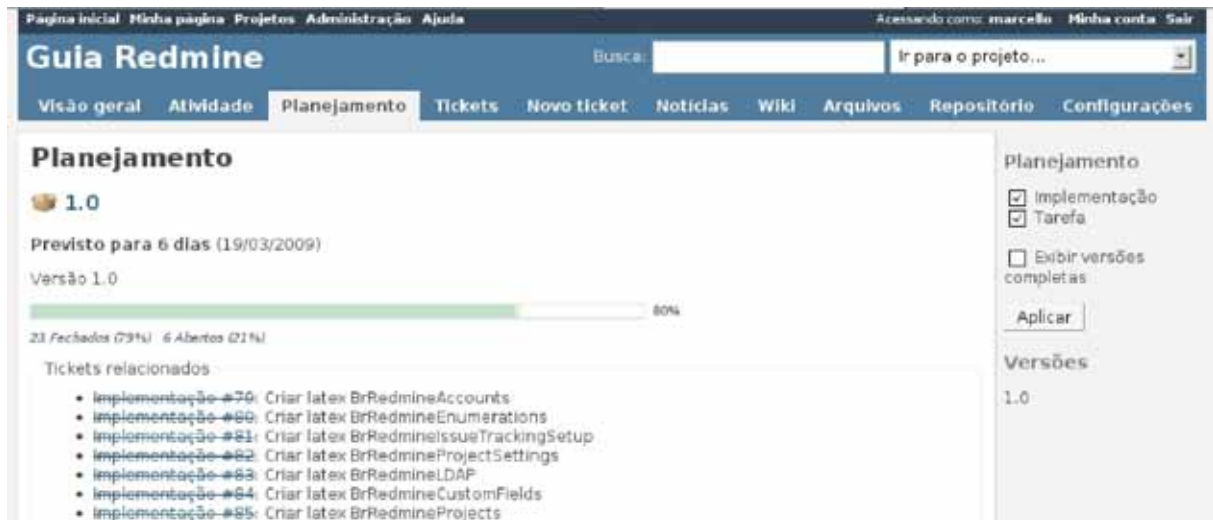 Página inicial Minha página Projetos Administração Ajuda Acessando como: marcello Minha conta Sair
Guia Redmine Busca: Ir para o projeto...
Visão geral Atividade Planejamento Tickets Novo ticket Notícias Wiki Arquivos Repositório Configurações
Planejamento
1.0
Previsto para 6 dias (19/03/2009)
Versão 1.0
80%
23 Fechados (79%) 6 Abertos (21%)
Tickets relacionados
Implementação #79: Criar latex BrRedmineAccounts
Implementação #80: Criar latex BrRedmineEnumerations
Implementação #81: Criar latex BrRedmineIssueTrackingSetup
Implementação #82: Criar latex BrRedmineProjectSettings
Implementação #83: Criar latex BrRedmineLDAP
Implementação #84: Criar latex BrRedmineCustomFields
Implementação #85: Criar latex BrRedmineProjects
Planejamento
Implementação
Tarefa
Exibir versões
completas
Aplicar
Versões
1.0